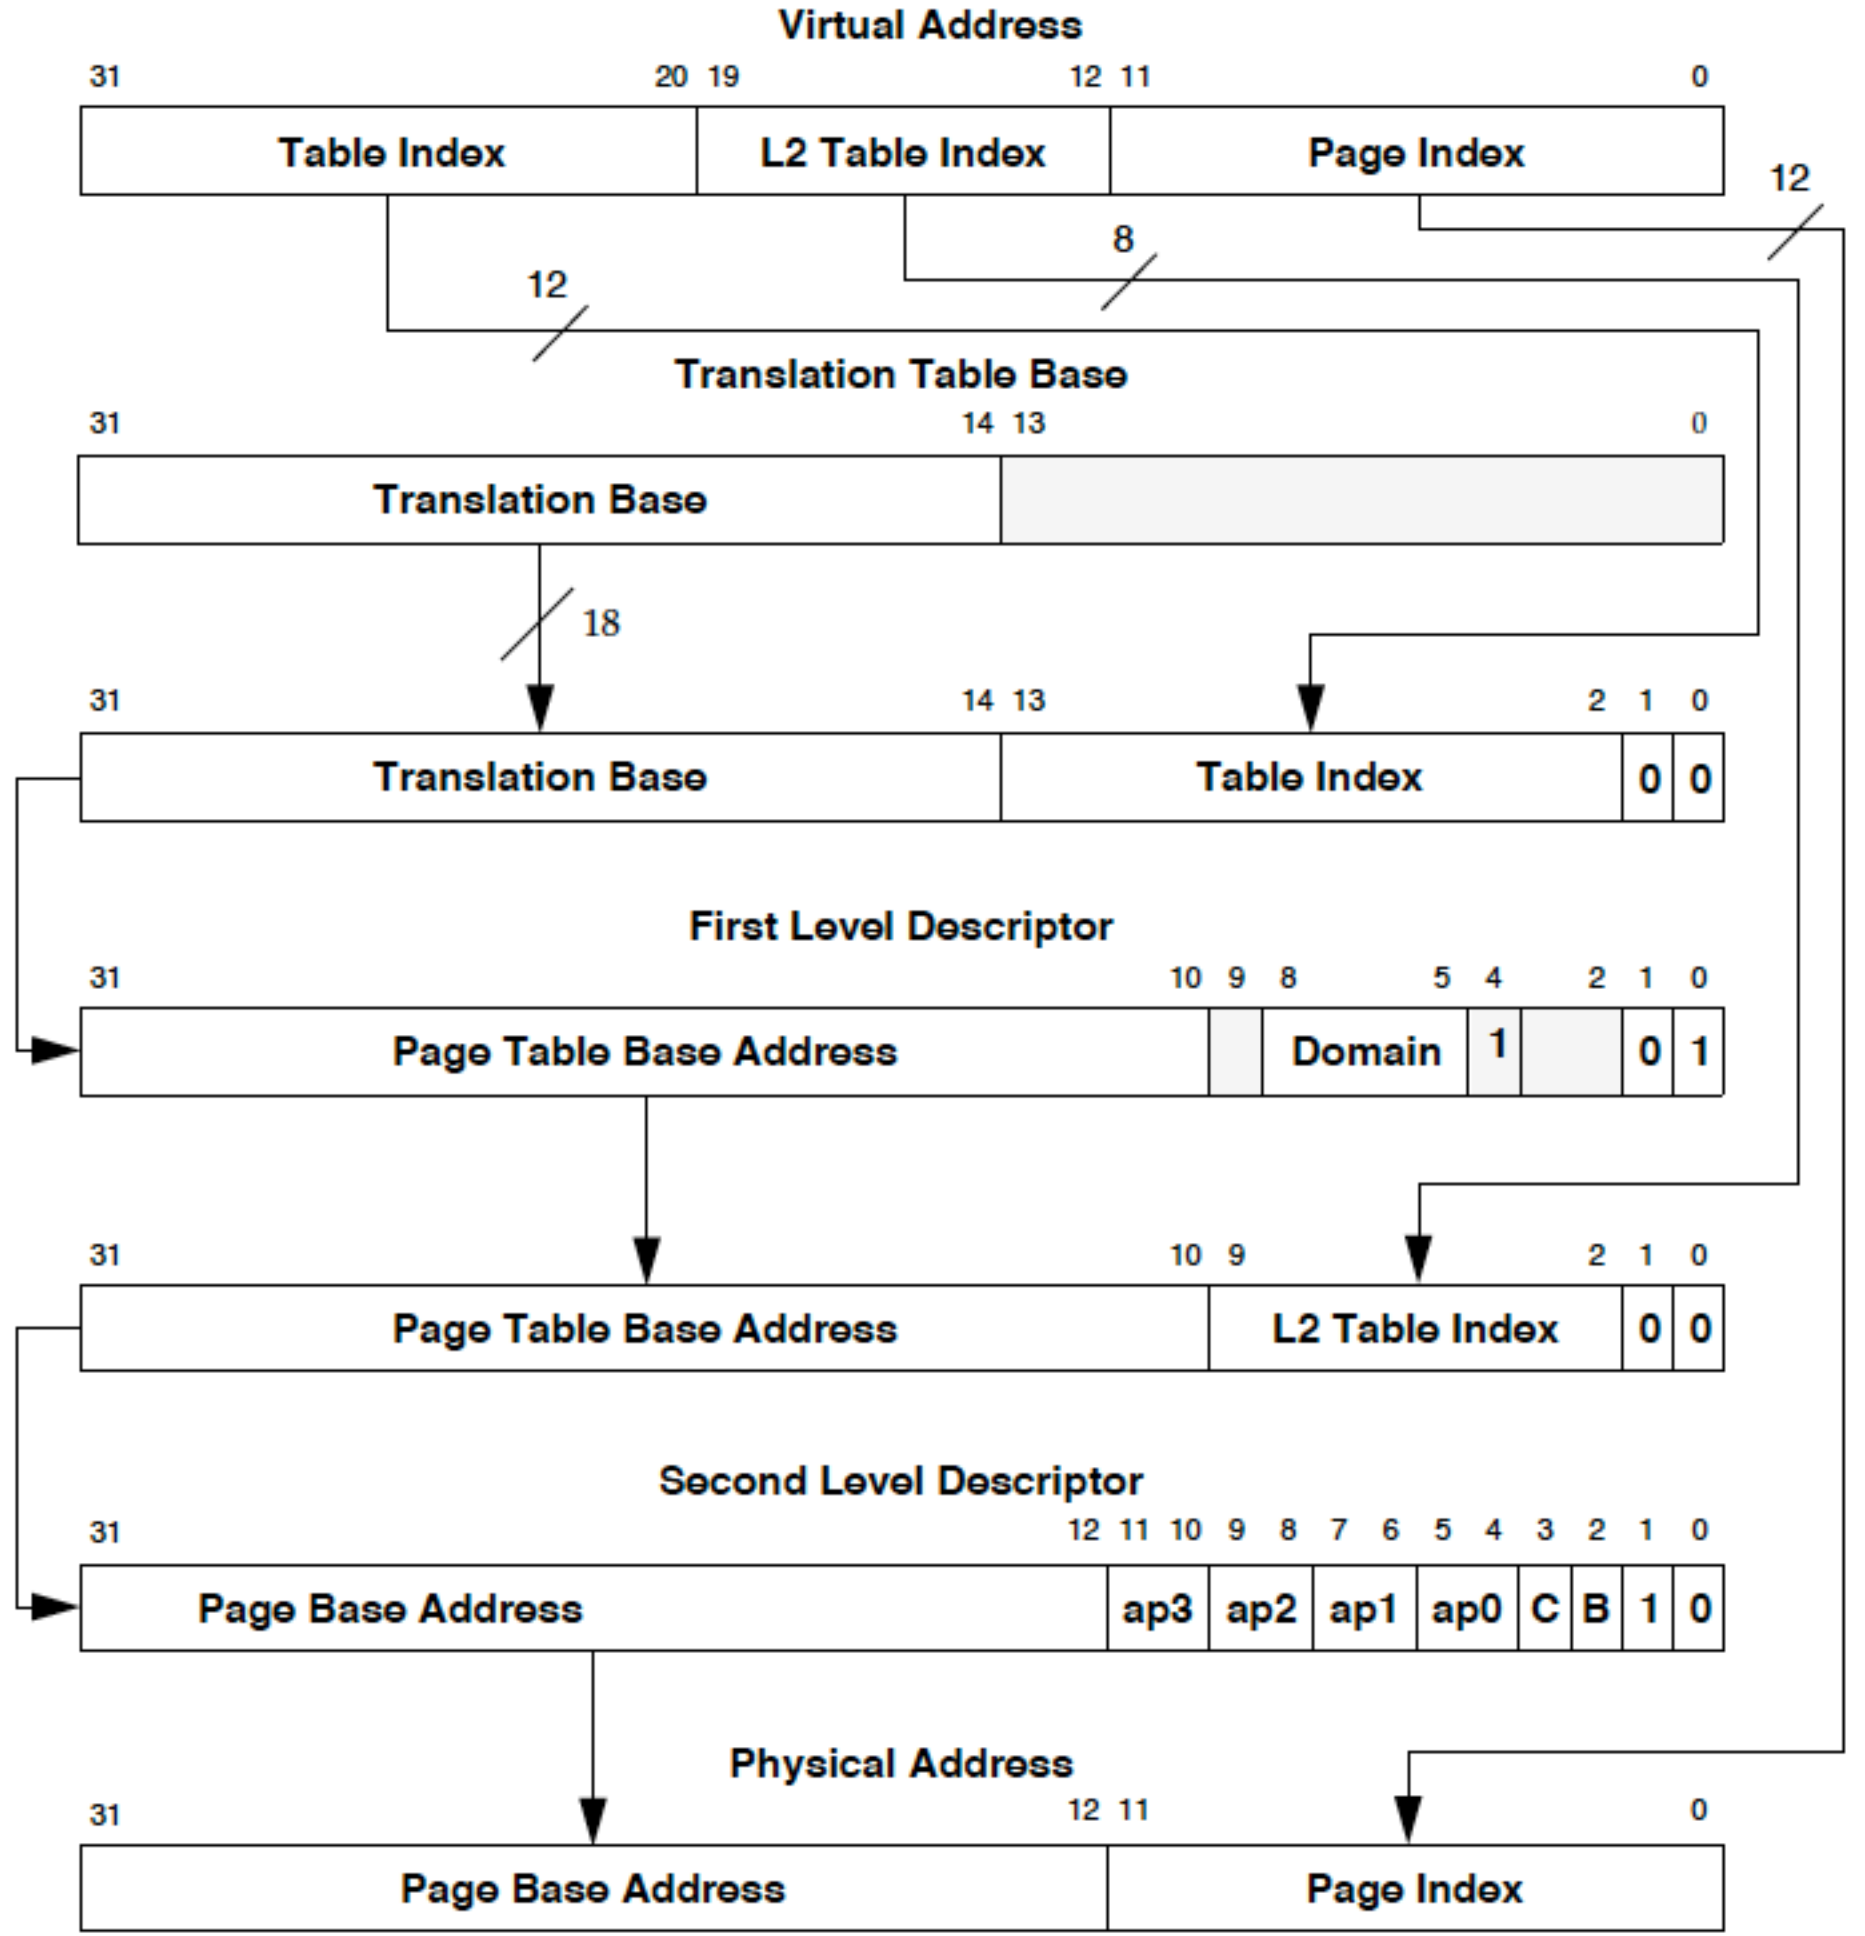 Virtual Address
31 20 19 12 11 0
Table Index L2 Table Index Page Index
12
8
12
Translation Table Base
31 14 13 0
Translation Base
18
31 14 13 2 1 0
Translation Base Table Index 0 0
First Level Descriptor
31 10 9 8 5 4 2 1 0
Page Table Base Address Domain 1 0 1
31 10 9 2 1 0
Page Table Base Address L2 Table Index 0 0
Second Level Descriptor
31 12 11 10 9 8 7 6 5 4 3 2 1 0
Page Base Address ap3 ap2 ap1 ap0 C B 1 0
Physical Address
31 12 11 0
Page Base Address Page Index